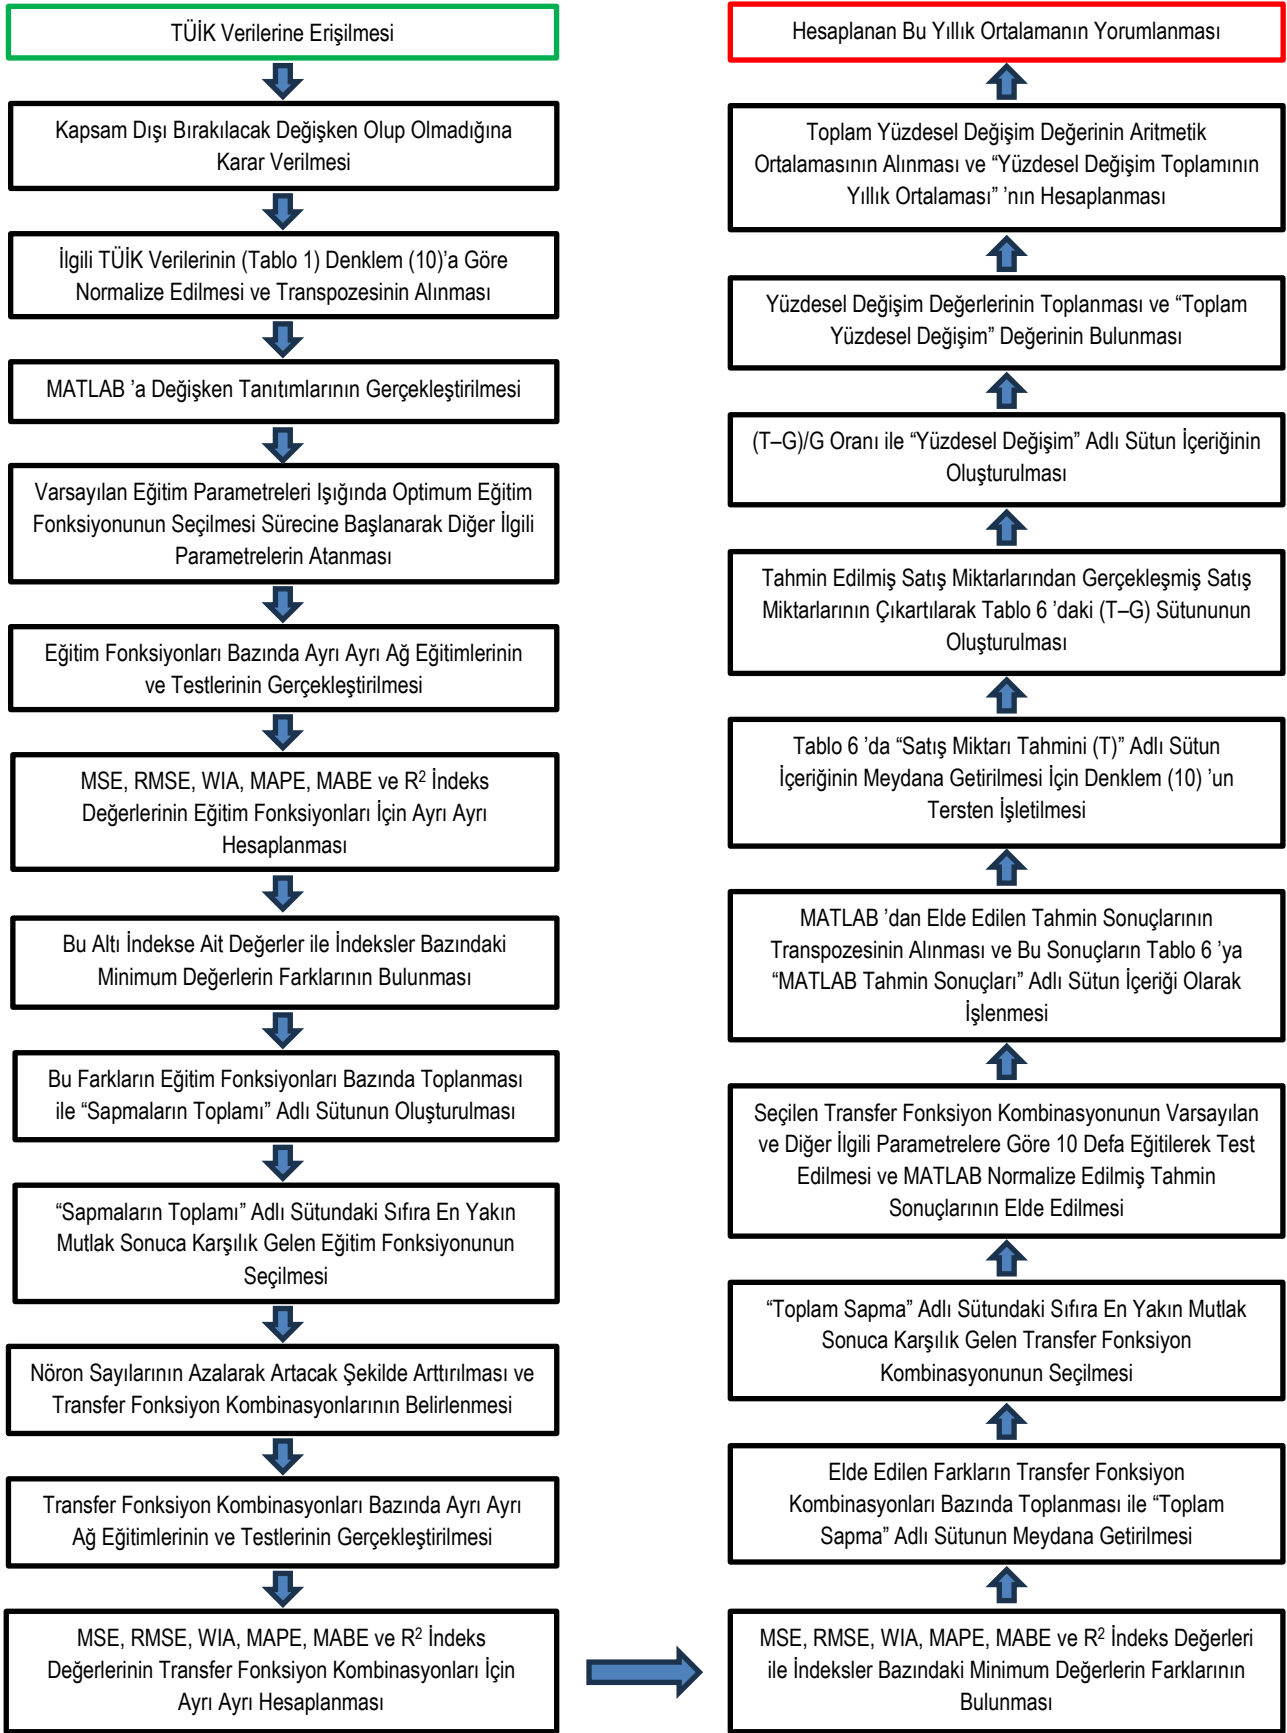 TÜİK Verilerine Erişilmesi
Kapsam Dışı Bırakılacak Değişken Olup Olmadığına
Karar Verilmesi
İlgili TÜİK Verilerinin (Tablo 1) Denklem (10)’a Göre
Normalize Edilmesi ve Transpozesinin Alınması
MATLAB ’a Değişken Tanıtımlarının Gerçekleştirilmesi
Varsayılan Eğitim Parametreleri Işığında Optimum Eğitim
Fonksiyonunun Seçilmesi Sürecine Başlanarak Diğer İlgili
Parametrelerin Atanması
Eğitim Fonksiyonları Bazında Ayrı Ayrı Ağ Eğitimlerinin
ve Testlerinin Gerçekleştirilmesi
MSE, RMSE, WIA, MAPE, MABE ve R² İndeks
Değerlerinin Eğitim Fonksiyonları İçin Ayrı Ayrı
Hesaplanması
Bu Altı İndekse Ait Değerler ile İndeksler Bazındaki
Minimum Değerlerin Farklarının Bulunması
Bu Farkların Eğitim Fonksiyonları Bazında Toplanması
ile “Sapmaların Toplamı” Adlı Sütunun Oluşturulması
“Sapmaların Toplamı” Adlı Sütundaki Sıfıra En Yakın
Mutlak Sonuca Karşılık Gelen Eğitim Fonksiyonunun
Seçilmesi
Nöron Sayılarının Azalarak Artacak Şekilde Arttırılması ve
Transfer Fonksiyon Kombinasyonlarının Belirlenmesi
Transfer Fonksiyon Kombinasyonları Bazında Ayrı Ayrı
Ağ Eğitimlerinin ve Testlerinin Gerçekleştirilmesi
MSE, RMSE, WIA, MAPE, MABE ve R² İndeks
Değerlerinin Transfer Fonksiyon Kombinasyonları İçin
Ayrı Ayrı Hesaplanması
MSE, RMSE, WIA, MAPE, MABE ve R² İndeks Değerleri
ile İndeksler Bazındaki Minimum Değerlerin Farklarının
Bulunması
Elde Edilen Farkların Transfer Fonksiyon
Kombinasyonları Bazında Toplanması ile “Toplam
Sapma” Adlı Sütunun Meydana Getirilmesi
“Toplam Sapma” Adlı Sütundaki Sıfıra En Yakın Mutlak
Sonuca Karşılık Gelen Transfer Fonksiyon
Kombinasyonunun Seçilmesi
Seçilen Transfer Fonksiyon Kombinasyonunun Varsayılan
ve Diğer İlgili Parametrelere Göre 10 Defa Eğitilerek Test
Edilmesi ve MATLAB Normalize Edilmiş Tahmin
Sonuçlarının Elde Edilmesi
MATLAB ’dan Elde Edilen Tahmin Sonuçlarının
Transpozesinin Alınması ve Bu Sonuçların Tablo 6 ’ya
“MATLAB Tahmin Sonuçları” Adlı Sütun İçeriği Olarak
İşlenmesi
Tablo 6 ’da “Satış Miktarı Tahmini (T)” Adlı Sütun
İçeriğinin Meydana Getirilmesi İçin Denklem (10) ’un
Tersten İşletilmesi
Tahmin Edilmiş Satış Miktarlarından Gerçekleşmiş Satış
Miktarlarının Çıkartılarak Tablo 6 ’daki (T–G) Sütununun
Oluşturulması
(T–G)/G Oranı ile “Yüzdesel Değişim” Adlı Sütun İçeriğinin
Oluşturulması
Yüzdesel Değişim Değerlerinin Toplanması ve “Toplam
Yüzdesel Değişim” Değerinin Bulunması
Toplam Yüzdesel Değişim Değerinin Aritmetik
Ortalamasının Alınması ve “Yüzdesel Değişim Toplamının
Yıllık Ortalaması” ’nın Hesaplanması
Hesaplanan Bu Yıllık Ortalamanın Yorumlanması